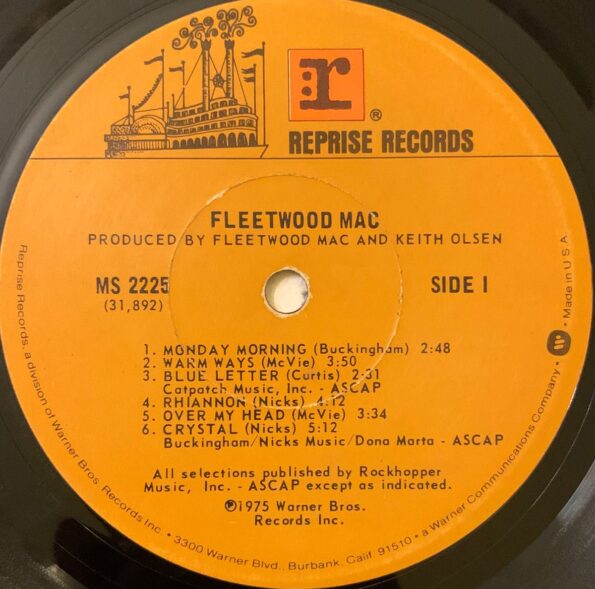 r
®
REPRISE RECORDS
FLEETWOOD MAC
PRODUCED BY FLEETWOOD MAC AND KEITH OLSEN
MS 2225
SIDE 1
(31,892)
1. MONDAY MORNING (Buckingham) 2:48
2. WARM WAYS (McVie) 3:50
3. BLUE LETTER (Curtis) 2:31
Catpatch Music, Inc. - ASCAP
4. RHIANNON (Nicks) 4:12
5. OVER MY HEAD (McVie) 3:34
6. CRYSTAL (Nicks) 5:12
Buckingham/Nicks Music/Dona Marta - ASCAP
All selections published by Rockhopper
Music, Inc. - ASCAP except as indicated.
℗1975 Warner Bros.
Records Inc.
Reprise Records, a division of Warner Bros. Records Inc. • 3300 Warner Blvd., Burbank, Calif. 91510 • a Warner Communications Company • Made in U.S.A.